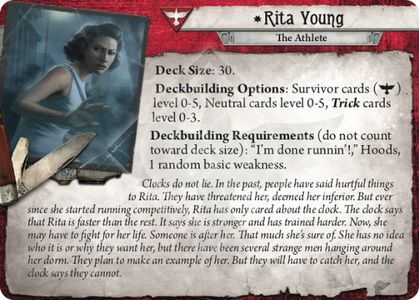 *Rita Young
The Athlete
Deck Size: 30.
Deckbuilding Options: Survivor cards ( )
level 0-5, Neutral cards level 0-5, Trick cards
level 0-3.
Deckbuilding Requirements (do not count
toward deck size): “I'm done runnin'!,” Hoods,
1 random basic weakness.
Clocks do not lie. In the past, people have said hurtful things
to Rita. They have threatened her, deemed her inferior. But ever
since she started running competitively, Rita has only cared about the clock. The clock says
that Rita is faster than the rest. It says she is stronger and has trained harder. Now, she
may have to fight for her life. Someone is after her. That much she's sure of. She has no idea
who it is or why they want her, but there have been several strange men hanging around
her dorm. They plan to make an example of her. But they will have to catch her, and the
clock says they cannot.